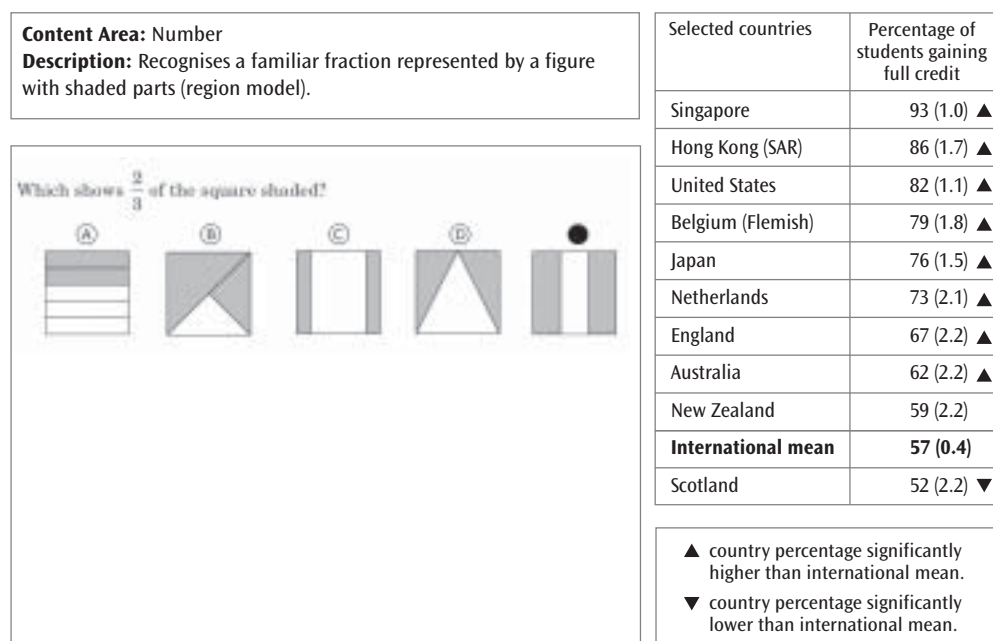 Content Area: Number
Description: Recognises a familiar fraction represented by a figure
with shaded parts (region model).
Which shows 2/3 of the square shaded?
A B C D
Selected countries Percentage of
students gaining
full credit
Singapore 93 (1.0) ▲
Hong Kong (SAR) 86 (1.7) ▲
United States 82 (1.1) ▲
Belgium (Flemish) 79 (1.8) ▲
Japan 76 (1.5) ▲
Netherlands 73 (2.1) ▲
England 67 (2.2) ▲
Australia 62 (2.2) ▲
New Zealand 59 (2.2)
International mean 57 (0.4)
Scotland 52 (2.2) ▼
▲ country percentage significantly
higher than international mean.
▼ country percentage significantly
lower than international mean.